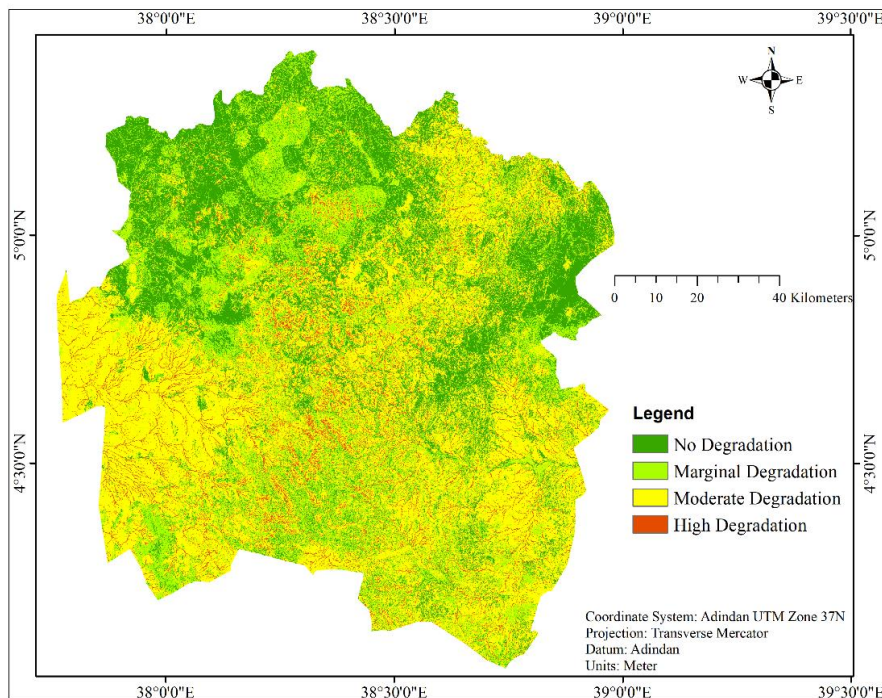 38°0'0"E 38°30'0"E 39°0'0"E 39°30'0"E
N
W E
S
5°0'0"N 5°0'0"N
0 10 20 40 Kilometers
Legend
No Degradation
Marginal Degradation
4°30'0"N 4°30'0"N
Moderate Degradation
High Degradation
Coordinate System: Adindan UTM Zone 37N
Projection: Transverse Mercator
Datum: Adindan
Units: Meter
38°0'0"E 38°30'0"E 39°0'0"E 39°30'0"E